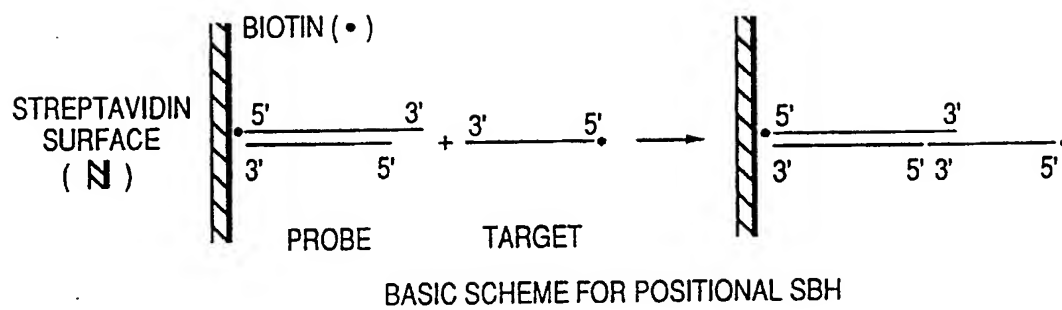 BIOTIN (•)
STREPTAVIDIN
SURFACE
( )
5' 3' 3' 5' 5' 3'
+
3' 5' 3' 5' 3' 5'
PROBE TARGET
BASIC SCHEME FOR POSITIONAL SBH